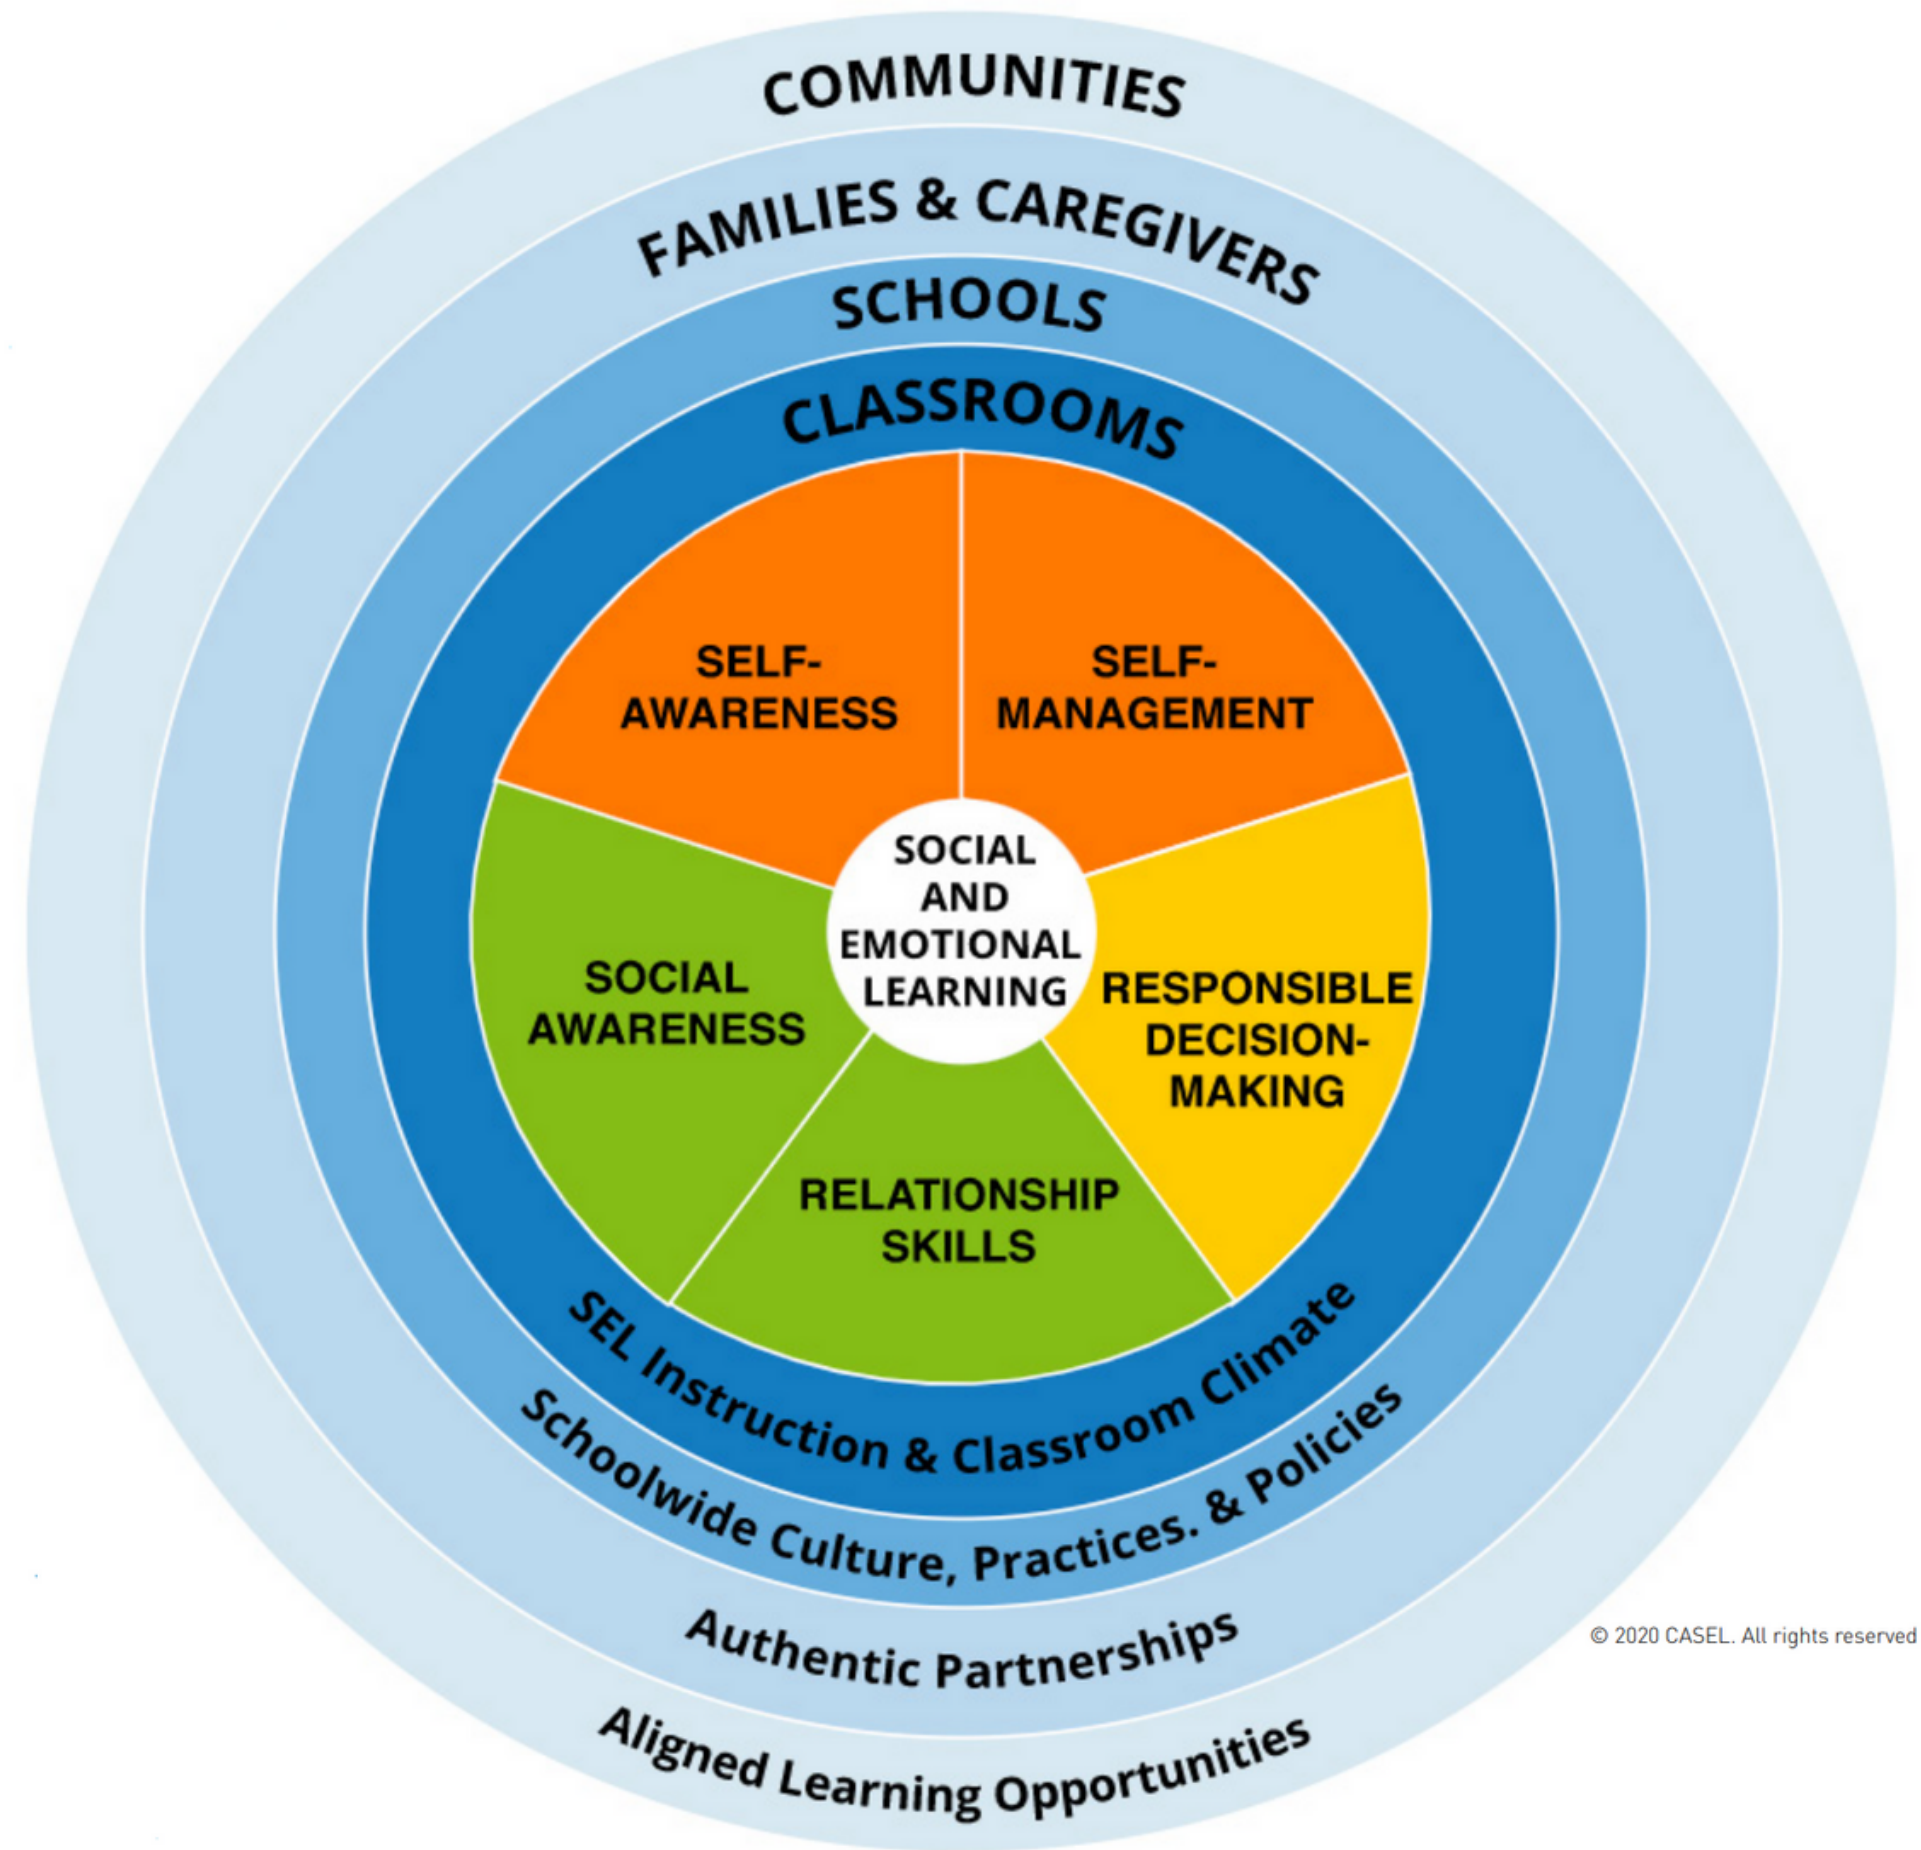 COMMUNITIES
FAMILIES & CAREGIVERS
SCHOOLS
CLASSROOMS
SELF-
AWARENESS
SELF-
MANAGEMENT
SOCIAL
AND
EMOTIONAL
LEARNING
SOCIAL
AWARENESS
RESPONSIBLE
DECISION-
MAKING
RELATIONSHIP
SKILLS
SEL Instruction & Classroom Climate
Schoolwide Culture, Practices. & Policies
Authentic Partnerships
Aligned Learning Opportunities
© 2020 CASEL. All rights reserved